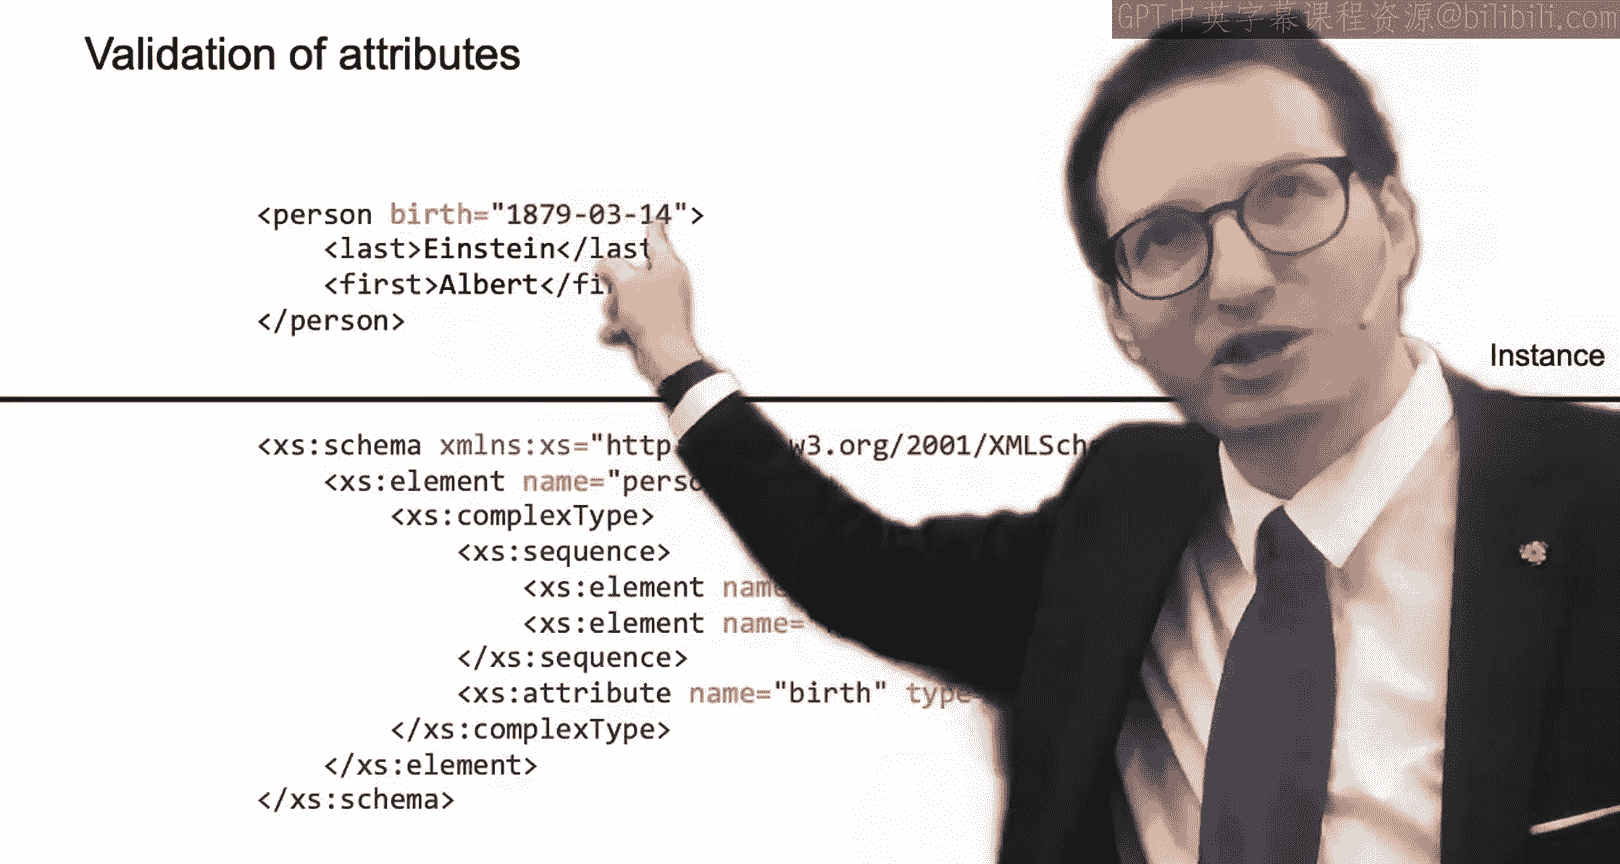 GPT中英字幕课程资源@bilibili.com
Validation of attributes
<person birth="1879-03-14">
<last>Einstein</last
<first>Albert</fi
</person>
Instance
<xs:schema xmlns:xs="http w3.org/2001/XMLSch
<xs:element name="perso
<xs:complexType>
<xs:sequence>
<xs:element name
<xs:element name=
</xs:sequence>
<xs:attribute name="birth" type
</xs:complexType>
</xs:element>
</xs:schema>